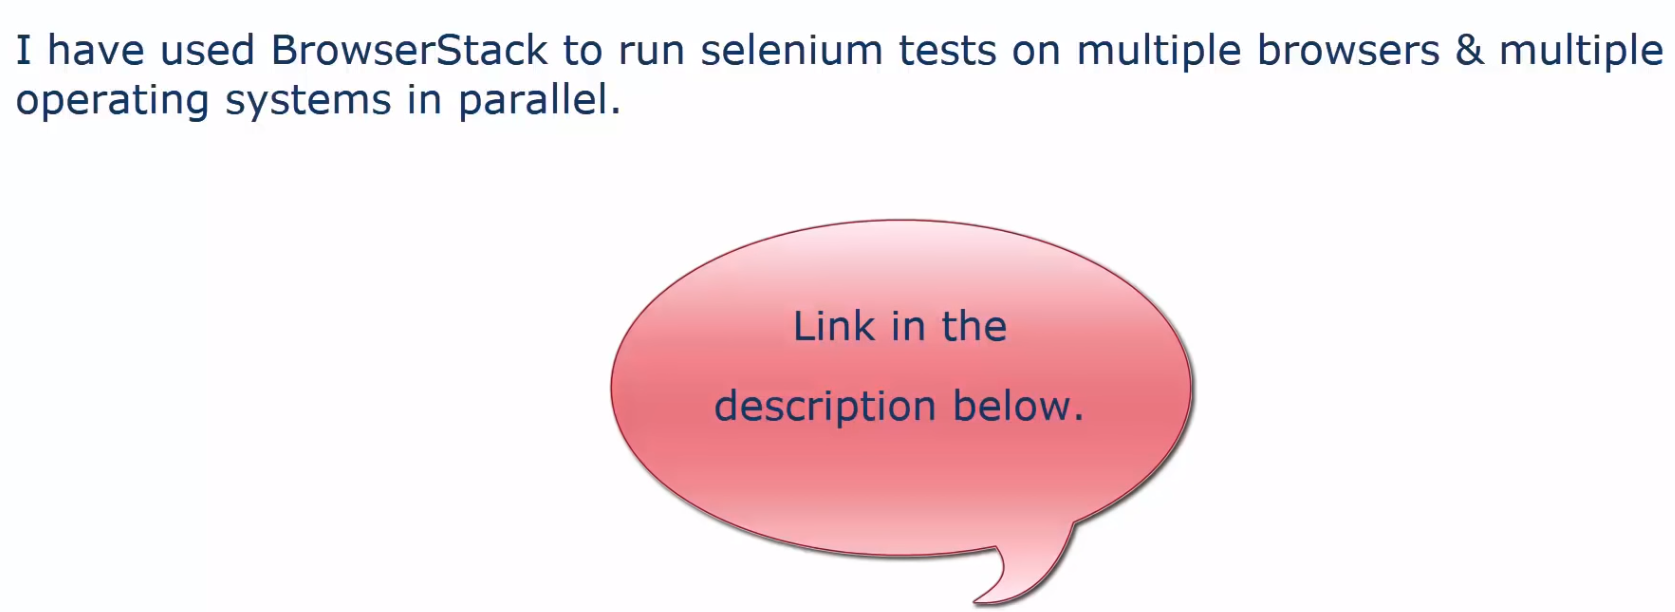 I have used BrowserStack to run selenium tests on multiple browsers & multiple
operating systems in parallel.
Link in the
description below.